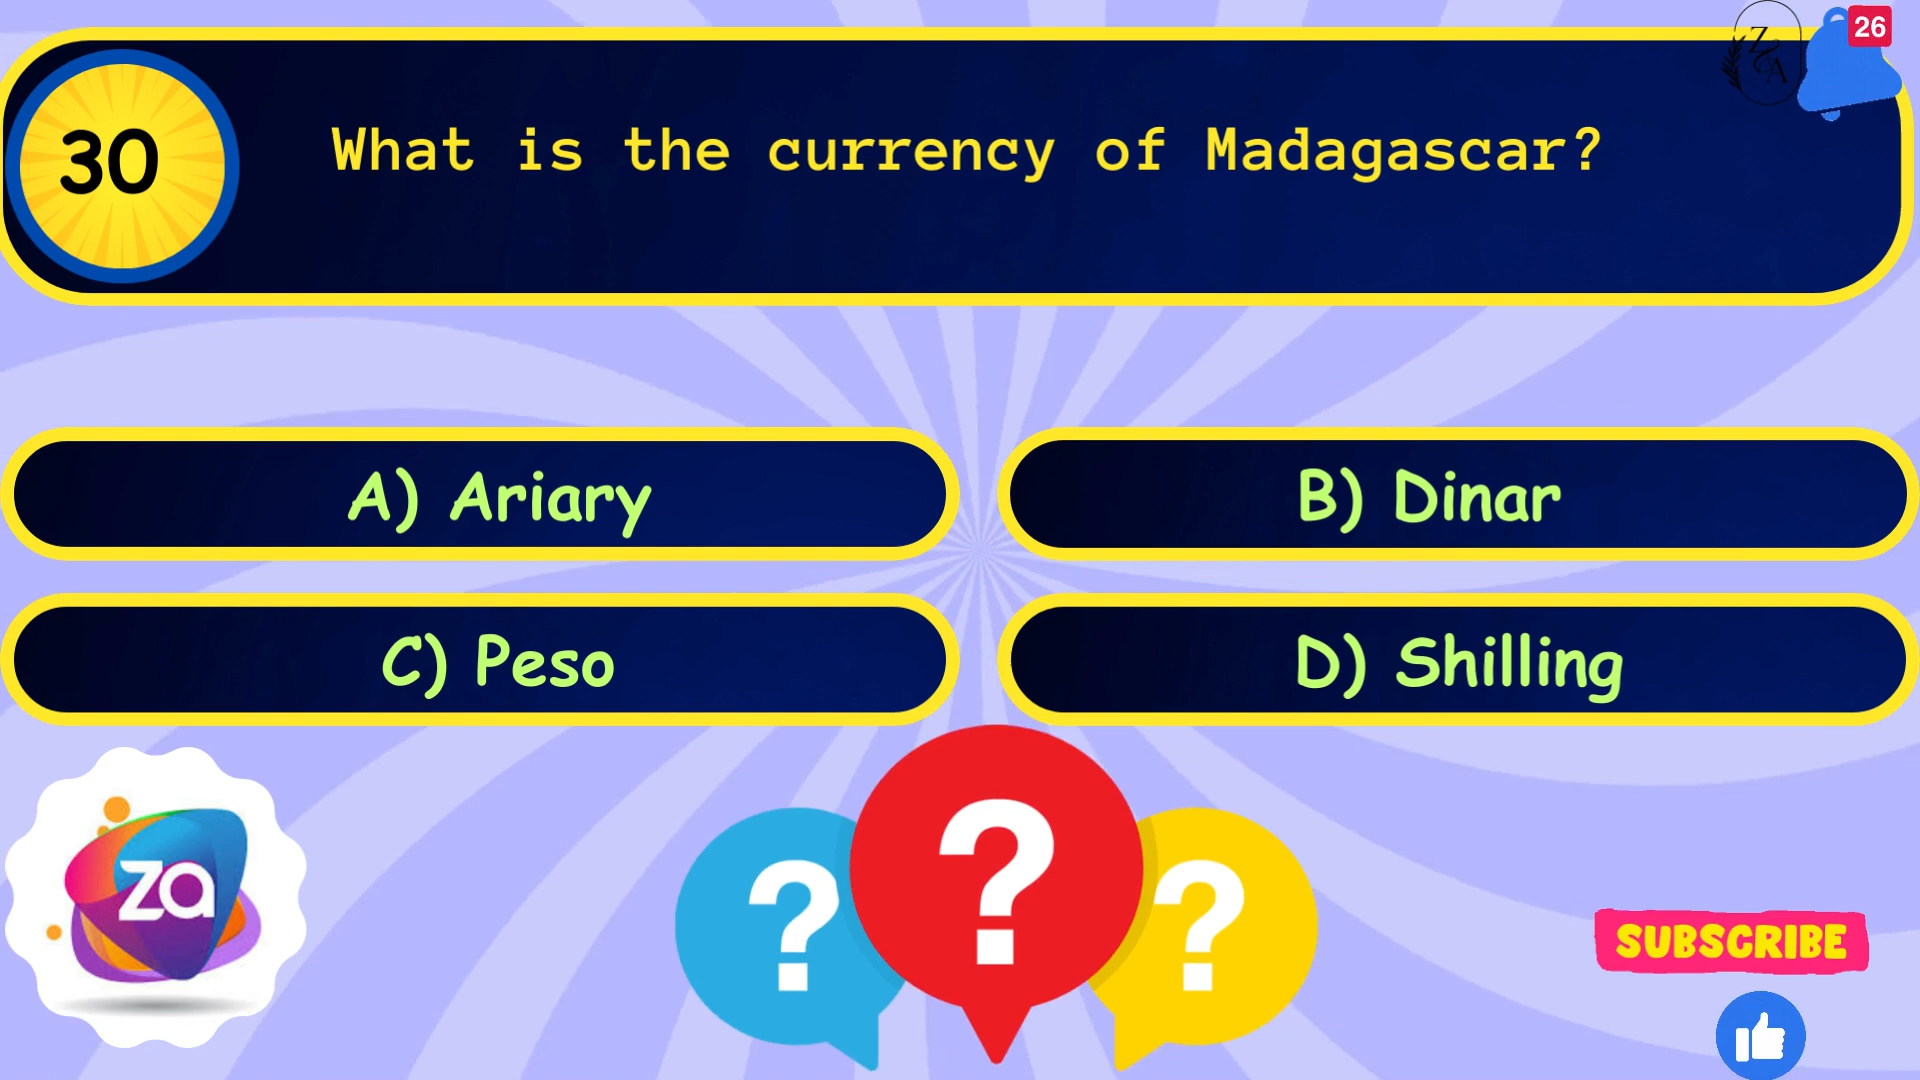 26
Z
&
A
30
What is the currency of Madagascar?
A) Ariary
B) Dinar
C) Peso
D) Shilling
?
?
?
za
SUBSCRIBE